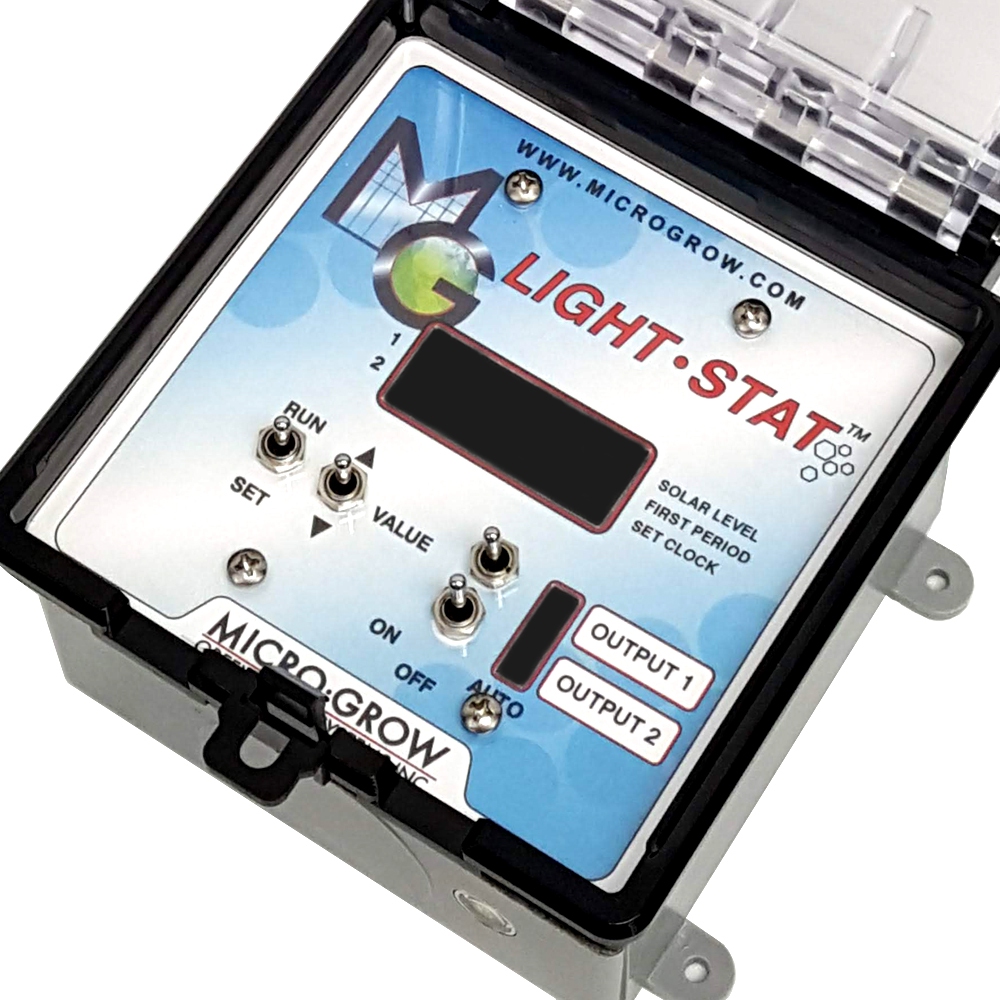 WWW.MICROGROW.COM
MG
LIGHT•STAT™
1
2
RUN
SET
▲
▼
VALUE
SOLAR LEVEL
FIRST PERIOD
SET CLOCK
ON
OFF
AUTO
OUTPUT 1
OUTPUT 2
MICRO•GROW
INC